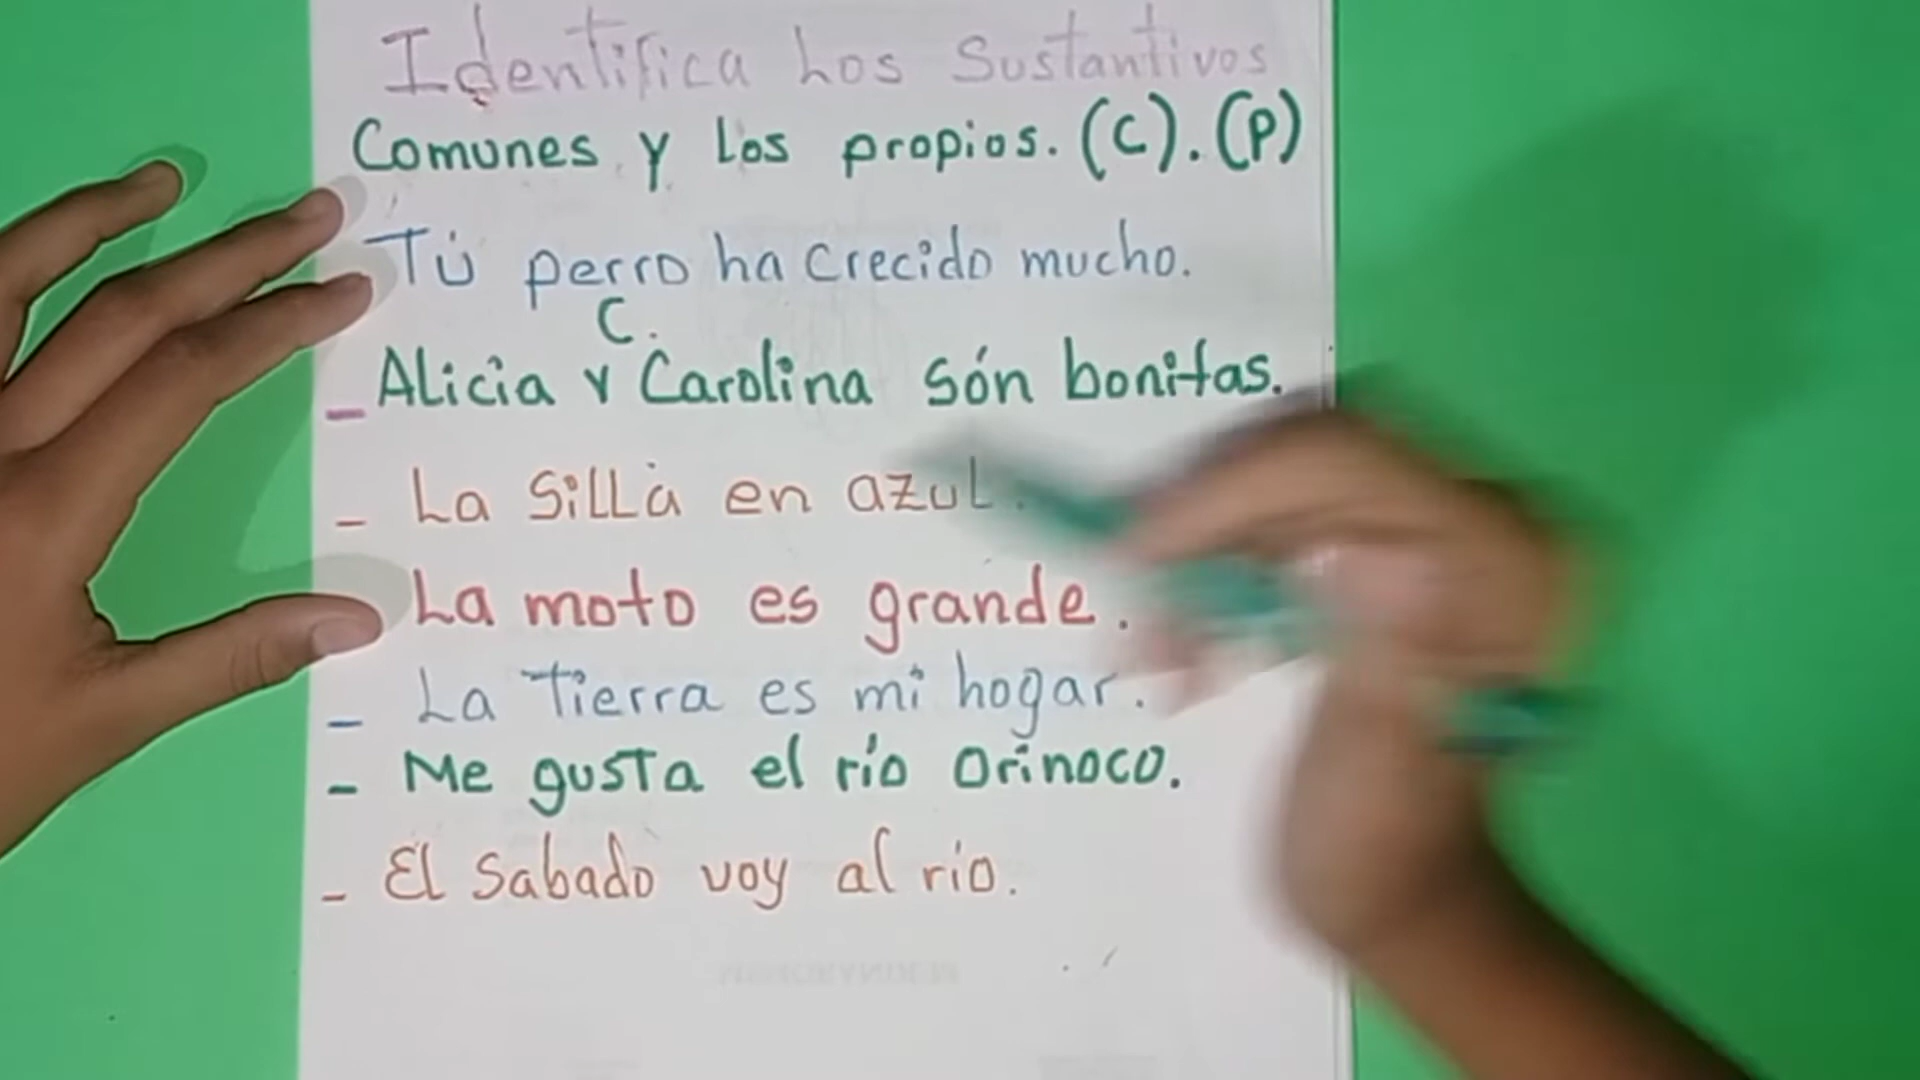 Identifica Los Sustantivos
Comunes y los propios. (C). (P)
Tú perro ha crecido mucho.
C.
_ Alicia y Carolina són bonitas.
- La silla en azul.
La moto es grande.
- La Tierra es mi hogar.
- Me gusta el río Orinoco.
- El Sabado voy al rio.